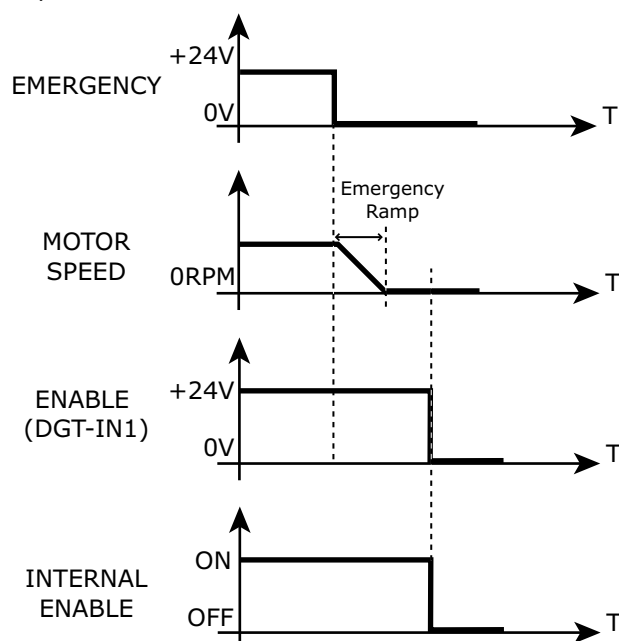 +24V
EMERGENCY
0V
T
Emergency
Ramp
MOTOR
SPEED
0RPM
T
+24V
ENABLE
(DGT-IN1)
0V
T
ON
INTERNAL
ENABLE
OFF
T